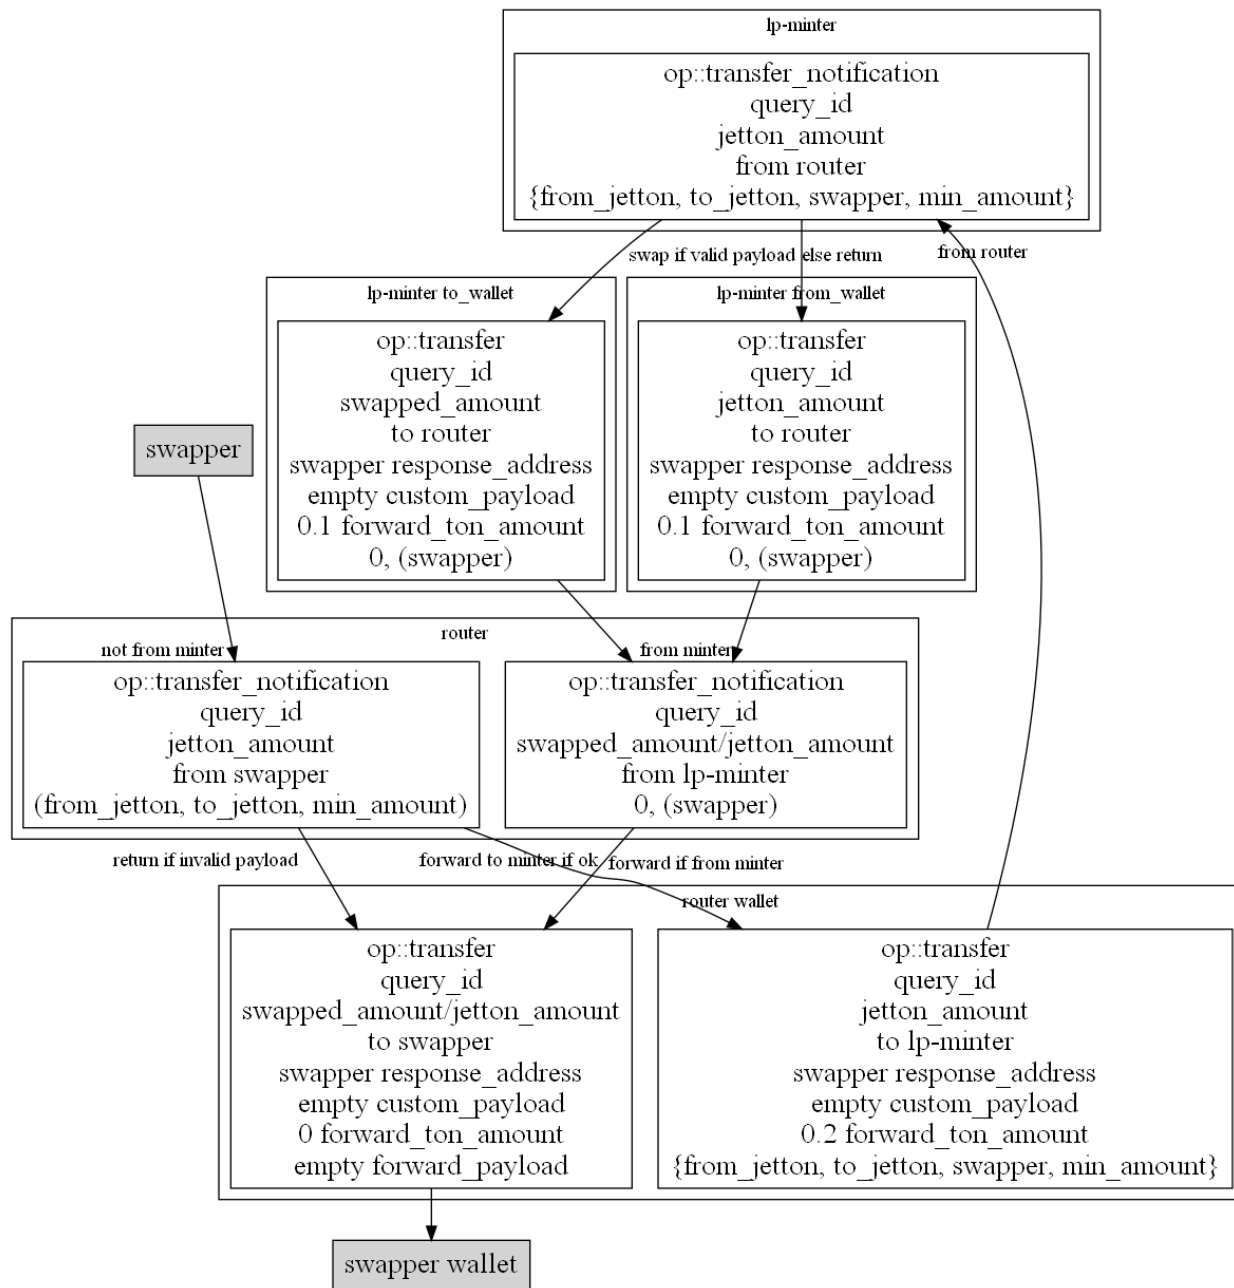 lp-minter
op::transfer_notification
query_id
jetton_amount
from router
{from_jetton, to_jetton, swapper, min_amount}
swap if valid payload
else return
from router
lp-minter to_wallet
op::transfer
query_id
swapped_amount
to router
swapper response_address
empty custom_payload
0.1 forward_ton_amount
0, (swapper)
lp-minter from_wallet
op::transfer
query_id
jetton_amount
to router
swapper response_address
empty custom_payload
0.1 forward_ton_amount
0, (swapper)
swapper
router
not from minter
op::transfer_notification
query_id
jetton_amount
from swapper
(from_jetton, to_jetton, min_amount)
from minter
op::transfer_notification
query_id
swapped_amount/jetton_amount
from lp-minter
0, (swapper)
return if invalid payload
forward to minter if ok
forward if from minter
router wallet
op::transfer
query_id
swapped_amount/jetton_amount
to swapper
swapper response_address
empty custom_payload
0 forward_ton_amount
empty forward_payload
op::transfer
query_id
jetton_amount
to lp-minter
swapper response_address
empty custom_payload
0.2 forward_ton_amount
{from_jetton, to_jetton, swapper, min_amount}
swapper wallet